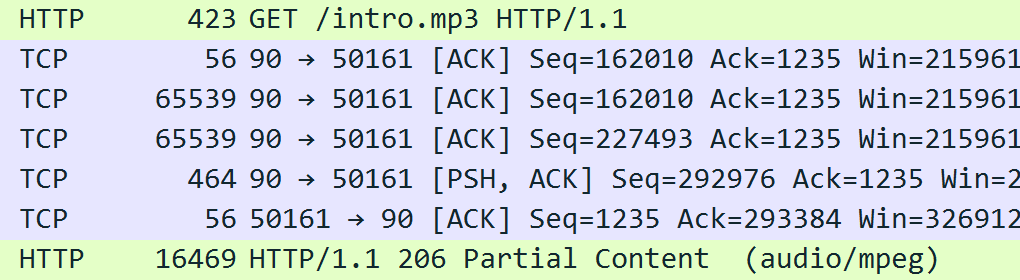 HTTP 423 GET /intro.mp3 HTTP/1.1
TCP 56 90 → 50161 [ACK] Seq=162010 Ack=1235 Win=215961
TCP 65539 90 → 50161 [ACK] Seq=162010 Ack=1235 Win=215961
TCP 65539 90 → 50161 [ACK] Seq=227493 Ack=1235 Win=215961
TCP 464 90 → 50161 [PSH, ACK] Seq=292976 Ack=1235 Win=2
TCP 56 50161 → 90 [ACK] Seq=1235 Ack=293384 Win=326912
HTTP 16469 HTTP/1.1 206 Partial Content (audio/mpeg)